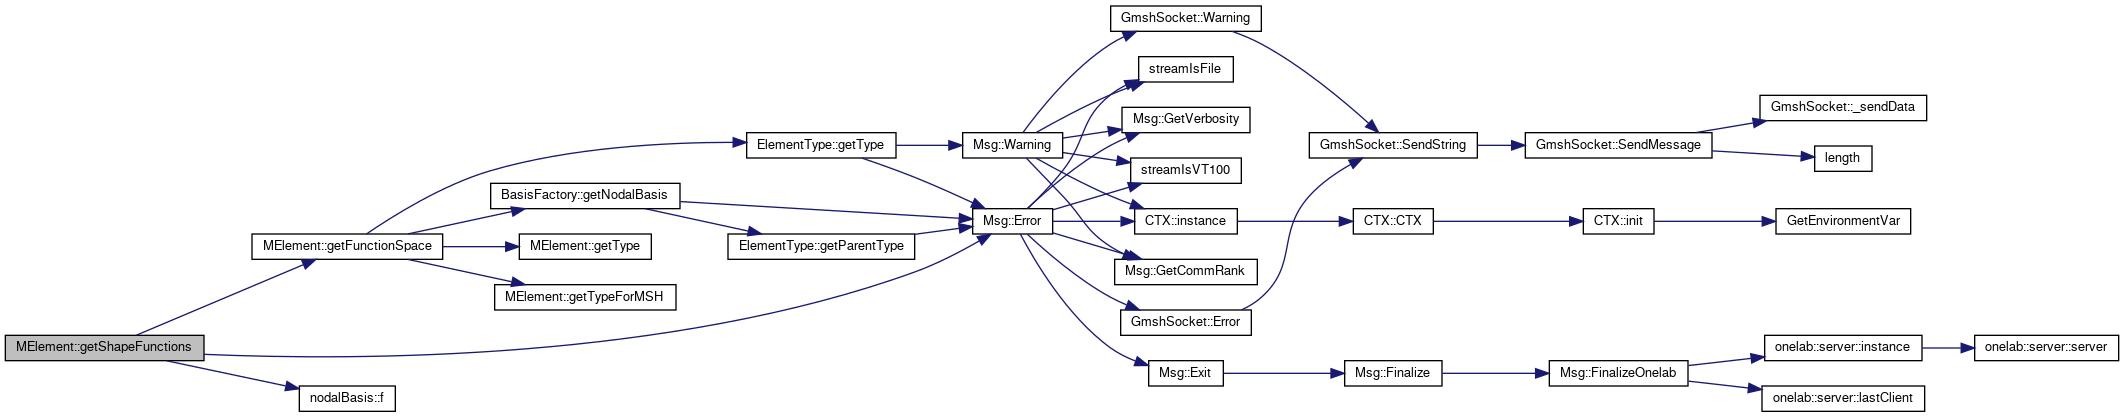 MElement::getShapeFunctions
MElement::getFunctionSpace
nodalBasis::f
BasisFactory::getNodalBasis
MElement::getType
MElement::getTypeForMSH
ElementType::getType
ElementType::getParentType
Msg::Warning
Msg::Error
GmshSocket::Warning
streamIsFile
Msg::GetVerbosity
streamIsVT100
CTX::instance
Msg::GetCommRank
GmshSocket::Error
Msg::Exit
GmshSocket::SendString
CTX::CTX
Msg::Finalize
GmshSocket::SendMessage
CTX::init
Msg::FinalizeOnelab
GmshSocket::_sendData
length
GetEnvironmentVar
onelab::server::instance
onelab::server::lastClient
onelab::server::server